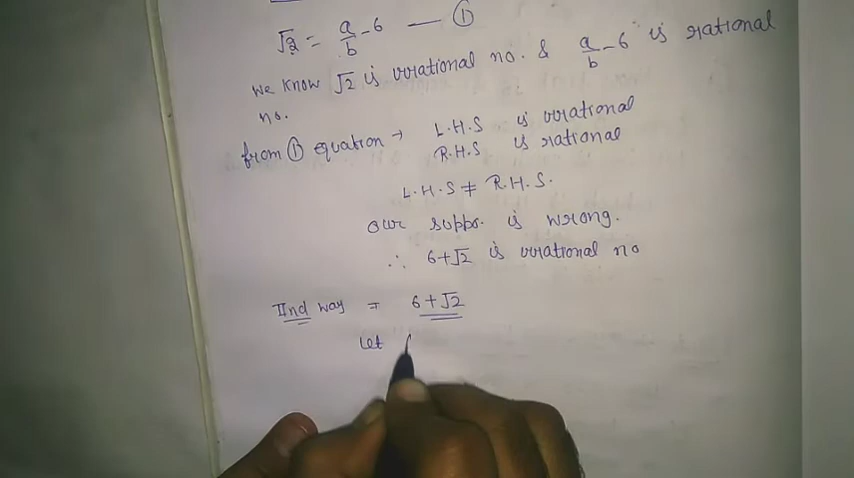 √2 = a/b - 6 — ①
we know √2 is irrational no. & a/b - 6 is rational
no.
from ① equation → L.H.S is irrational
R.H.S is rational
L.H.S ≠ R.H.S.
our suppo. is wrong.
∴ 6+√2 is irrational no
IInd way = 6+√2
Let